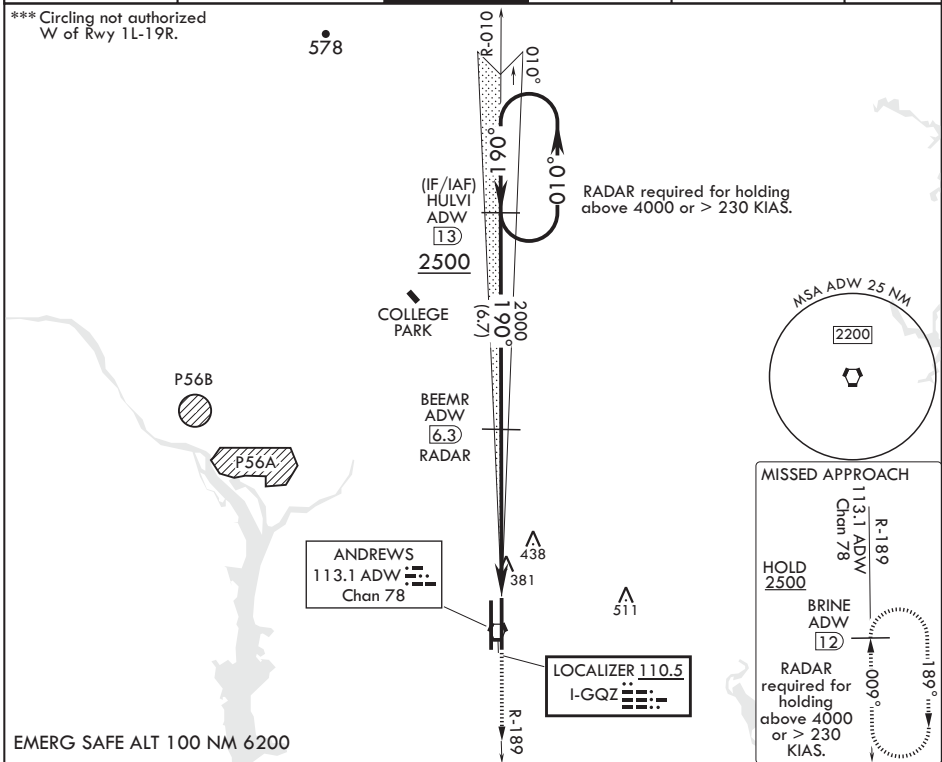 *** Circling not authorized
W of Rwy 1L-19R.
578
R-010
010°
190°
010°
(IF/IAF)
HULVI
ADW
13
2500
RADAR required for holding
above 4000 or > 230 KIAS.
COLLEGE
PARK
2000
190°
(6.7)
MSA ADW 25 NM
2200
P56B
P56A
BEEMR
ADW
6.3
RADAR
438
381
511
ANDREWS
113.1 ADW
Chan 78
LOCALIZER 110.5
I-GQZ
R-189
EMERG SAFE ALT 100 NM 6200
MISSED APPROACH
R-189
113.1 ADW
Chan 78
HOLD
2500
BRINE
ADW
12
RADAR
required for
holding
above 4000
or > 230
KIAS.
009°
189°